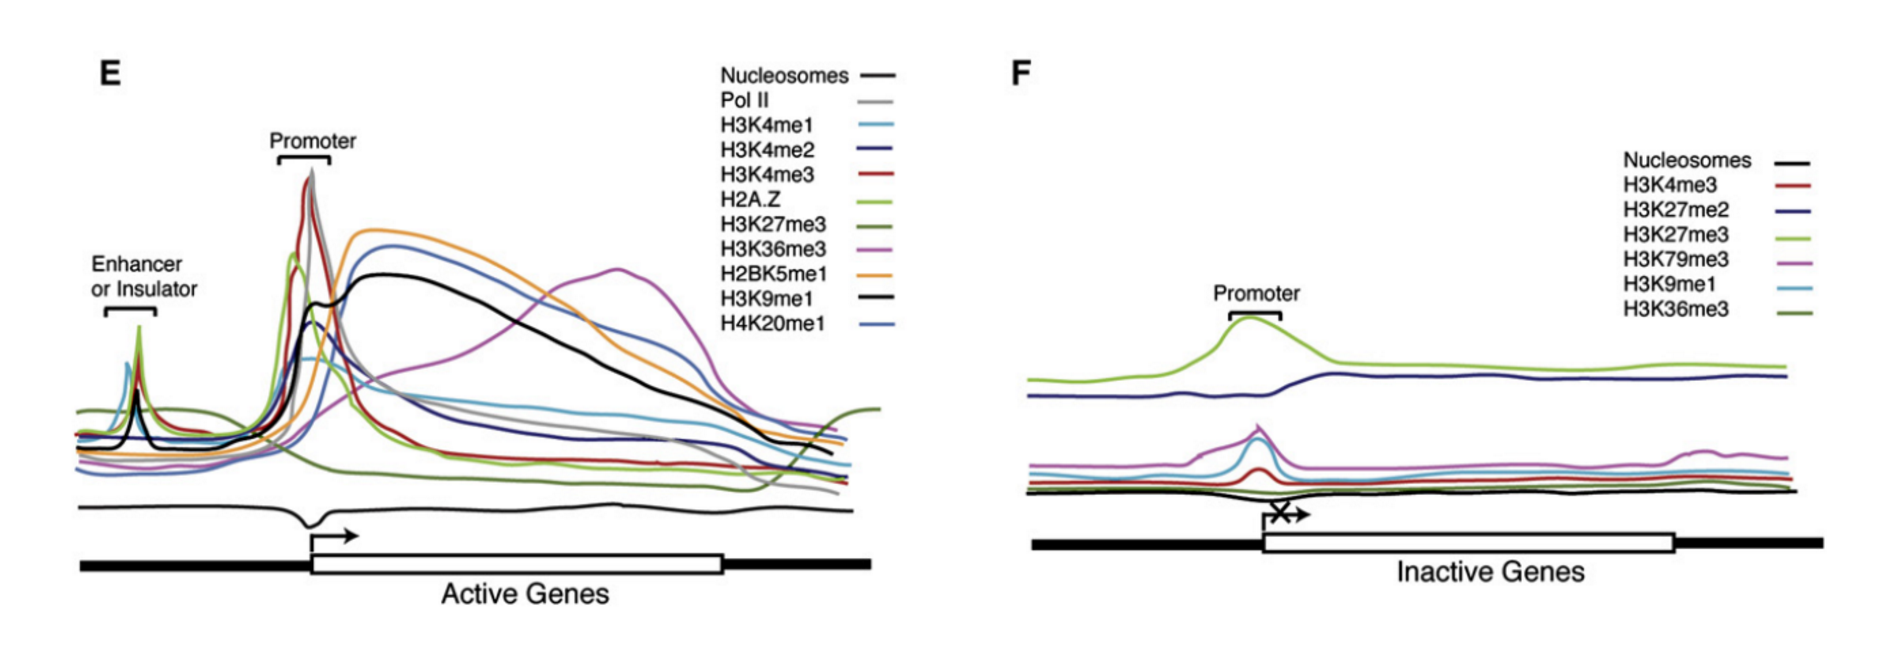 E
Promoter
Enhancer
or Insulator
Nucleosomes
Pol II
H3K4me1
H3K4me2
H3K4me3
H2A.Z
H3K27me3
H3K36me3
H2BK5me1
H3K9me1
H4K20me1
Active Genes
F
Promoter
Nucleosomes
H3K4me3
H3K27me2
H3K27me3
H3K79me3
H3K9me1
H3K36me3
Inactive Genes